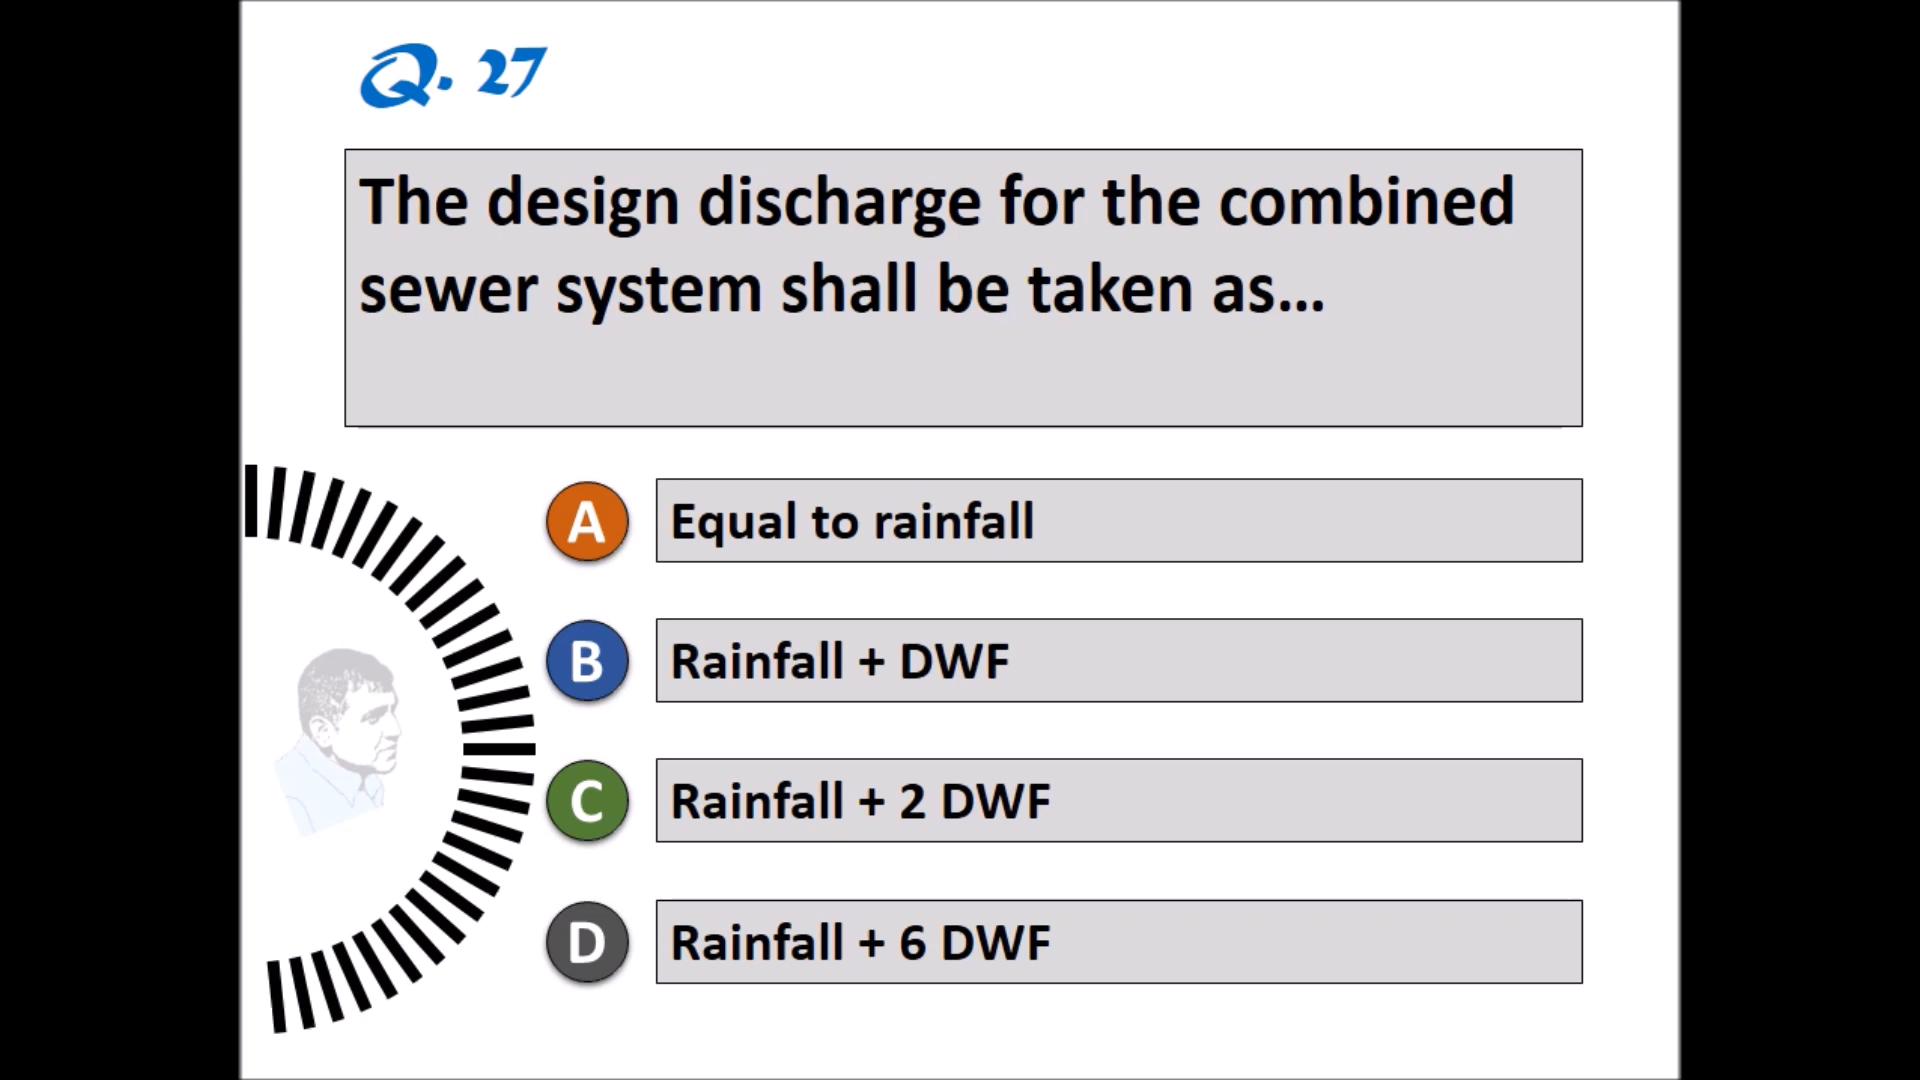 Q. 27
The design discharge for the combined
sewer system shall be taken as...
A Equal to rainfall
B Rainfall + DWF
C Rainfall + 2 DWF
D Rainfall + 6 DWF